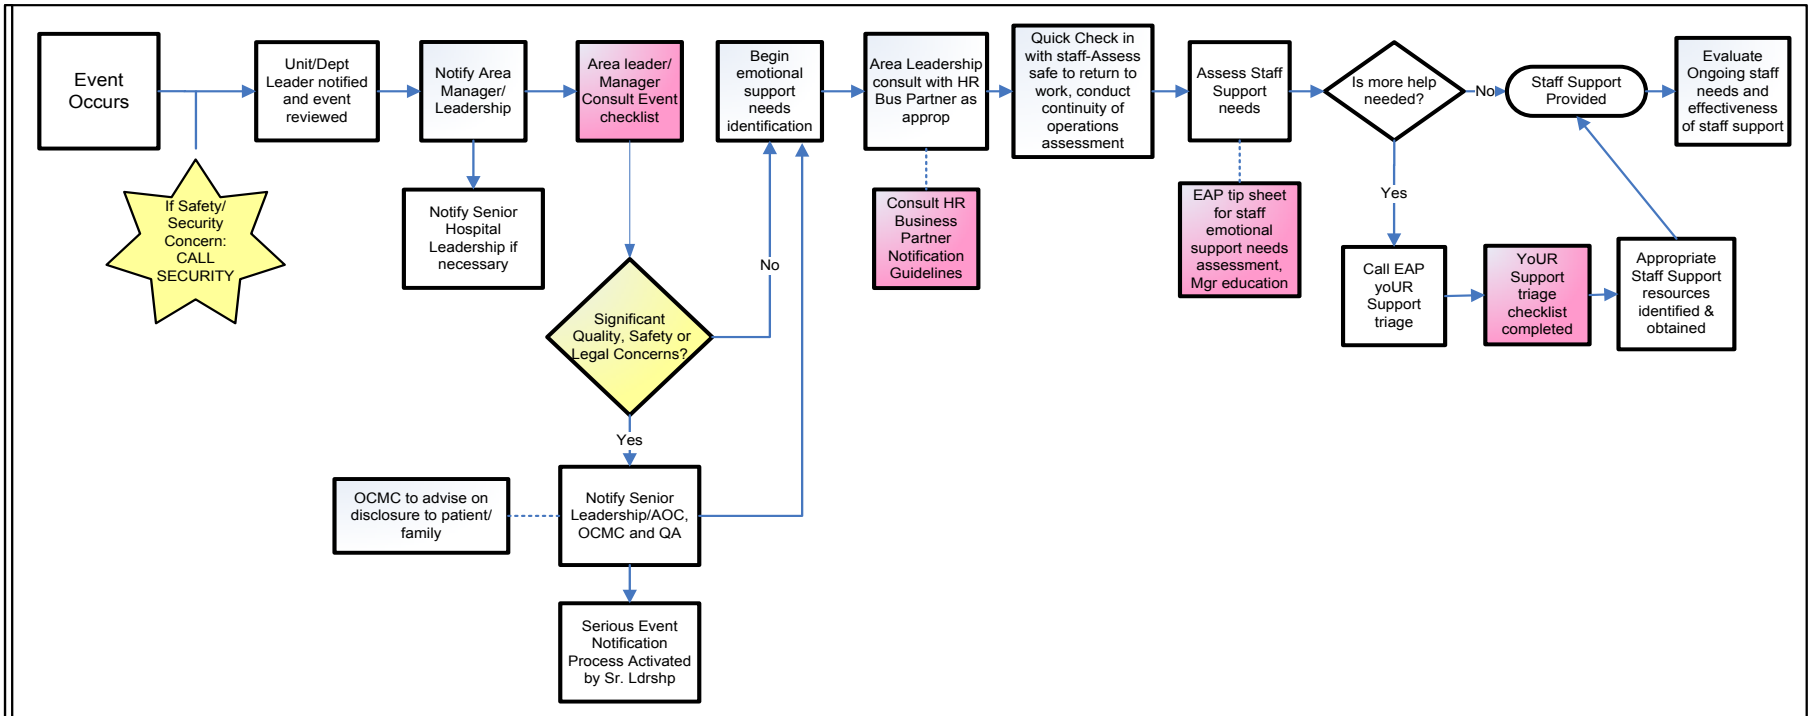 Event
Occurs
Unit/Dept
Leader notified
and event
reviewed
Notify Area
Manager/
Leadership
Area leader/
Manager
Consult Event
checklist
Begin
emotional
support
needs
identification
Area Leadership
consult with HR
Bus Partner as
approp
Quick Check in
with staff-Assess
safe to return to
work, conduct
continuity of
operations
assessment
Assess Staff
Support
needs
Is more help
needed?
No
Staff Support
Provided
Evaluate
Ongoing staff
needs and
effectiveness
of staff support
If Safety/
Security
Concern:
CALL
SECURITY
Notify Senior
Hospital
Leadership if
necessary
Consult HR
Business
Partner
Notification
Guidelines
EAP tip sheet
for staff
emotional
support needs
assessment,
Mgr education
Yes
Call EAP
yoUR
Support
triage
YoUR
Support
triage
checklist
completed
Appropriate
Staff Support
resources
identified &
obtained
No
Significant
Quality, Safety or
Legal Concerns?
Yes
OCMC to advise on
disclosure to patient/
family
Notify Senior
Leadership/AOC,
OCMC and QA
Serious Event
Notification
Process Activated
by Sr. Ldrshp